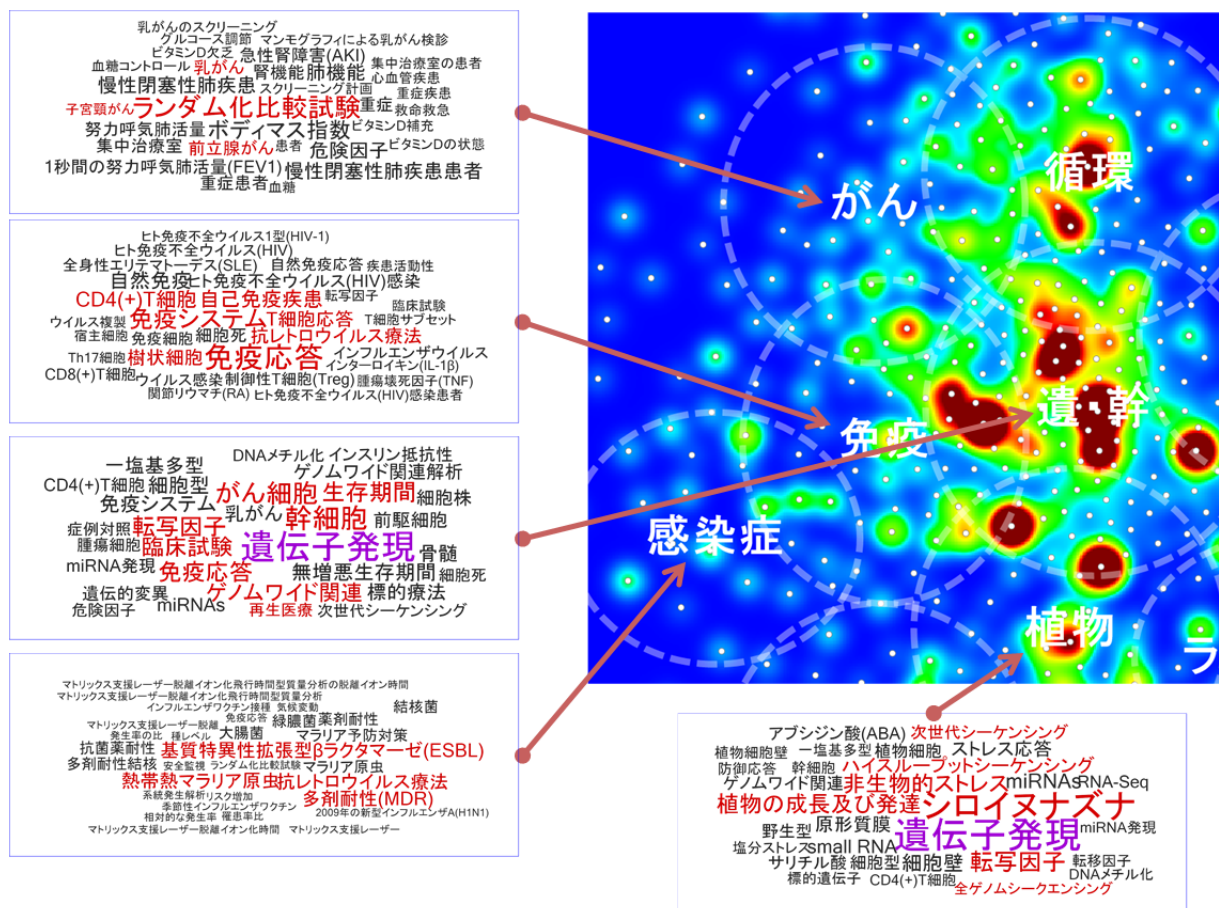 乳がんのスクリーニング
グルコース調節 マンモグラフィによる乳がん検診
ビタミンD欠乏 急性腎障害(AKI) 集中治療室の患者
血糖コントロール 乳がん 腎機能 肺機能 心血管疾患
慢性閉塞性肺疾患 スクリーニング計画 重症疾患
子宮頸がん ランダム化比較試験 重症 救命救急
努力呼気肺活量 ボディマス指数 ビタミンD補充
集中治療室 前立腺がん 患者 危険因子 ビタミンDの状態
1秒間の努力呼気肺活量(FEV1) 慢性閉塞性肺疾患患者
重症患者 血糖
ヒト免疫不全ウイルス1型(HIV-1)
ヒト免疫不全ウイルス(HIV)
全身性エリテマトーデス(SLE) 自然免疫応答 疾患活動性
自然免疫 ヒト免疫不全ウイルス(HIV)感染
CD4(+)T細胞 自己免疫疾患 転写因子 臨床試験
ウイルス複製 免疫システム T細胞応答 T細胞サブセット
宿主細胞 免疫細胞 細胞死 抗レトロウイルス療法
Th17細胞 樹状細胞 免疫応答 インフルエンザウイルス
インターロイキン(IL-1β)
CD8(+)T細胞 ウイルス感染 制御性T細胞(Treg) 腫瘍壊死因子(TNF)
関節リウマチ(RA) ヒト免疫不全ウイルス(HIV)感染患者
一塩基多型 DNAメチル化 インスリン抵抗性
ゲノムワイド関連解析
CD4(+)T細胞 細胞型 がん細胞 生存期間 細胞株
免疫システム 乳がん 幹細胞 前駆細胞
症例対照 転写因子
腫瘍細胞 臨床試験 遺伝子発現 骨髄
miRNA発現 免疫応答 無増悪生存期間 細胞死
遺伝的変異 ゲノムワイド関連 標的療法
危険因子 miRNAs 再生医療 次世代シーケンシング
マトリックス支援レーザー脱離イオン化飛行時間型質量分析の脱離イオン時間
マトリックス支援レーザー脱離イオン化飛行時間型質量分析
インフルエンザワクチン接種 気候変動 結核菌
免疫応答 緑膿菌 薬剤耐性
マトリックス支援レーザー脱離 大腸菌 マラリア予防対策
発生率の比 種レベル
抗菌薬耐性 基質特異性拡張型βラクタマーゼ(ESBL)
多剤耐性結核 安全監視 ランダム化比較試験 マラリア原虫
熱帯熱マラリア原虫 抗レトロウイルス療法
系統発生解析 リスク増加 多剤耐性(MDR)
季節性インフルエンザワクチン
相対的な発生率 罹患率比 2009年の新型インフルエンザA(H1N1)
マトリックス支援レーザー脱離イオン化時間 マトリックス支援レーザー
循環
がん
遺・幹
免疫
感染症
植物
ラ
アブシジン酸(ABA) 次世代シーケンシング
植物細胞壁 一塩基多型 植物細胞 ストレス応答
防御応答 幹細胞 ハイスループットシーケンシング
ゲノムワイド関連 非生物的ストレス miRNAs RNA-Seq
植物の成長及び発達 シロイヌナズナ
野生型 原形質膜 遺伝子発現 miRNA発現
塩分ストレス small RNA
サリチル酸 細胞型 細胞壁 転写因子 転移因子
標的遺伝子 CD4(+)T細胞 DNAメチル化
全ゲノムシークエンシング